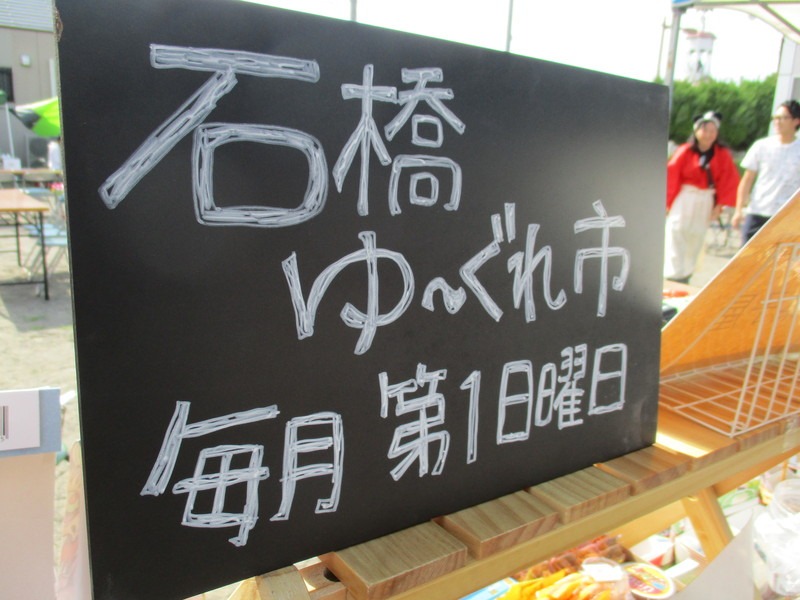 石橋
ゆ～ぐれ市
毎月 第1日曜日